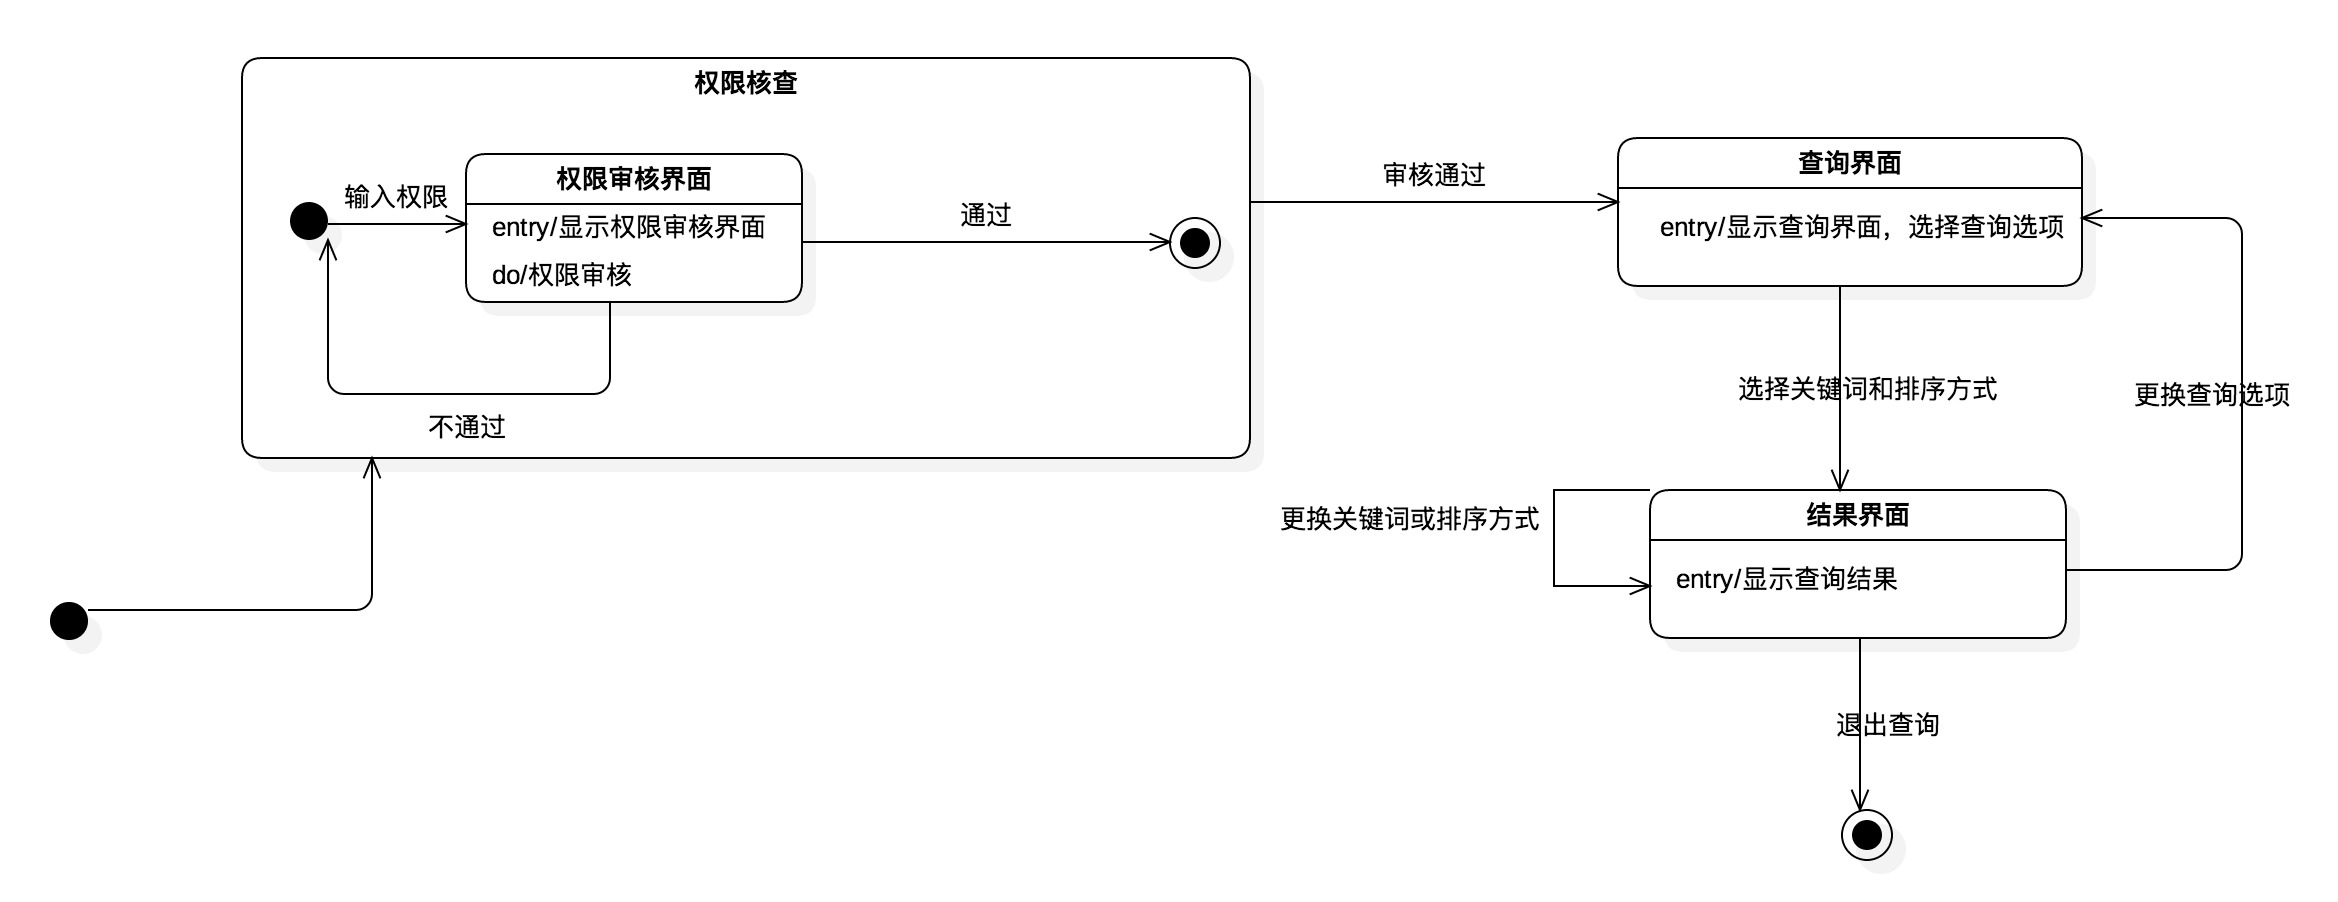 权限核查
输入权限
权限审核界面
entry/显示权限审核界面
do/权限审核
通过
不通过
审核通过
查询界面
entry/显示查询界面，选择查询选项
选择关键词和排序方式
更换查询选项
更换关键词或排序方式
结果界面
entry/显示查询结果
退出查询